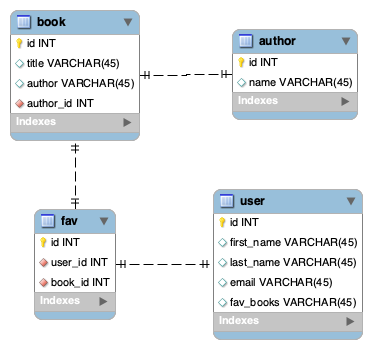 book
id INT
title VARCHAR(45)
author VARCHAR(45)
author_id INT
Indexes
author
id INT
name VARCHAR(45)
Indexes
fav
id INT
user_id INT
book_id INT
Indexes
user
id INT
first_name VARCHAR(45)
last_name VARCHAR(45)
email VARCHAR(45)
fav_books VARCHAR(45)
Indexes